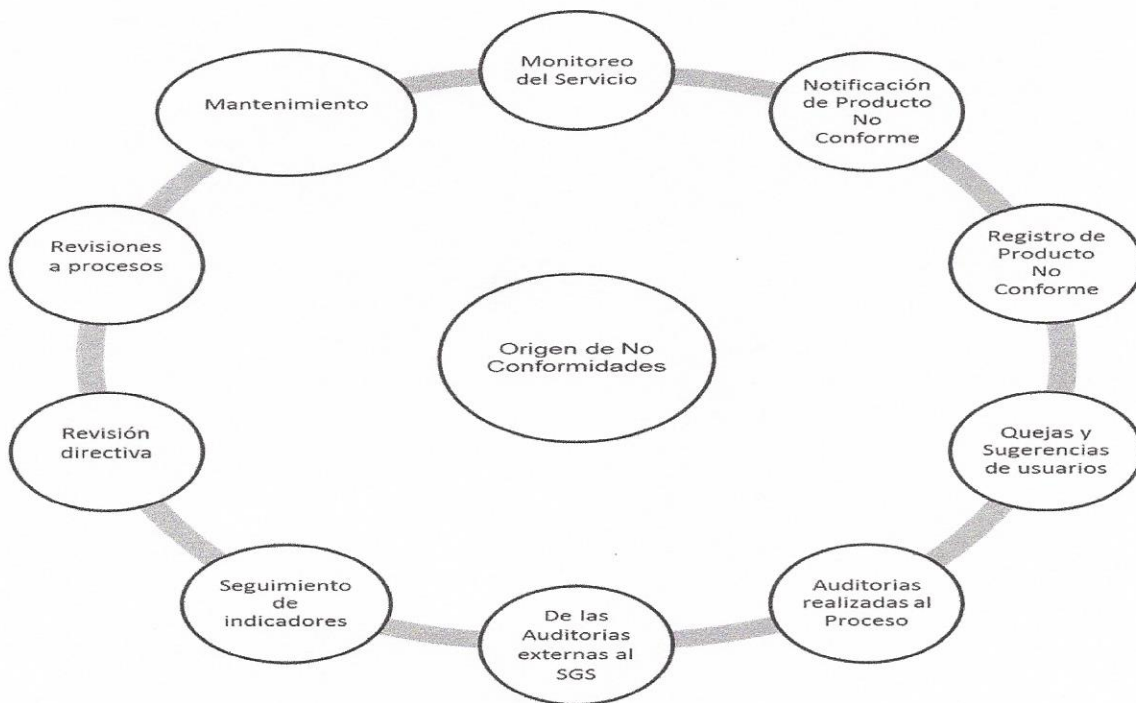 Monitoreo
del Servicio
Notificación
de Producto
No
Conforme
Registro de
Producto
No
Conforme
Quejas y
Sugerencias
de usuarios
Auditorias
realizadas al
Proceso
De las
Auditorias
externas al
SGS
Seguimiento
de
indicadores
Revisión
directiva
Revisiones
a procesos
Mantenimiento
Origen de No
Conformidades